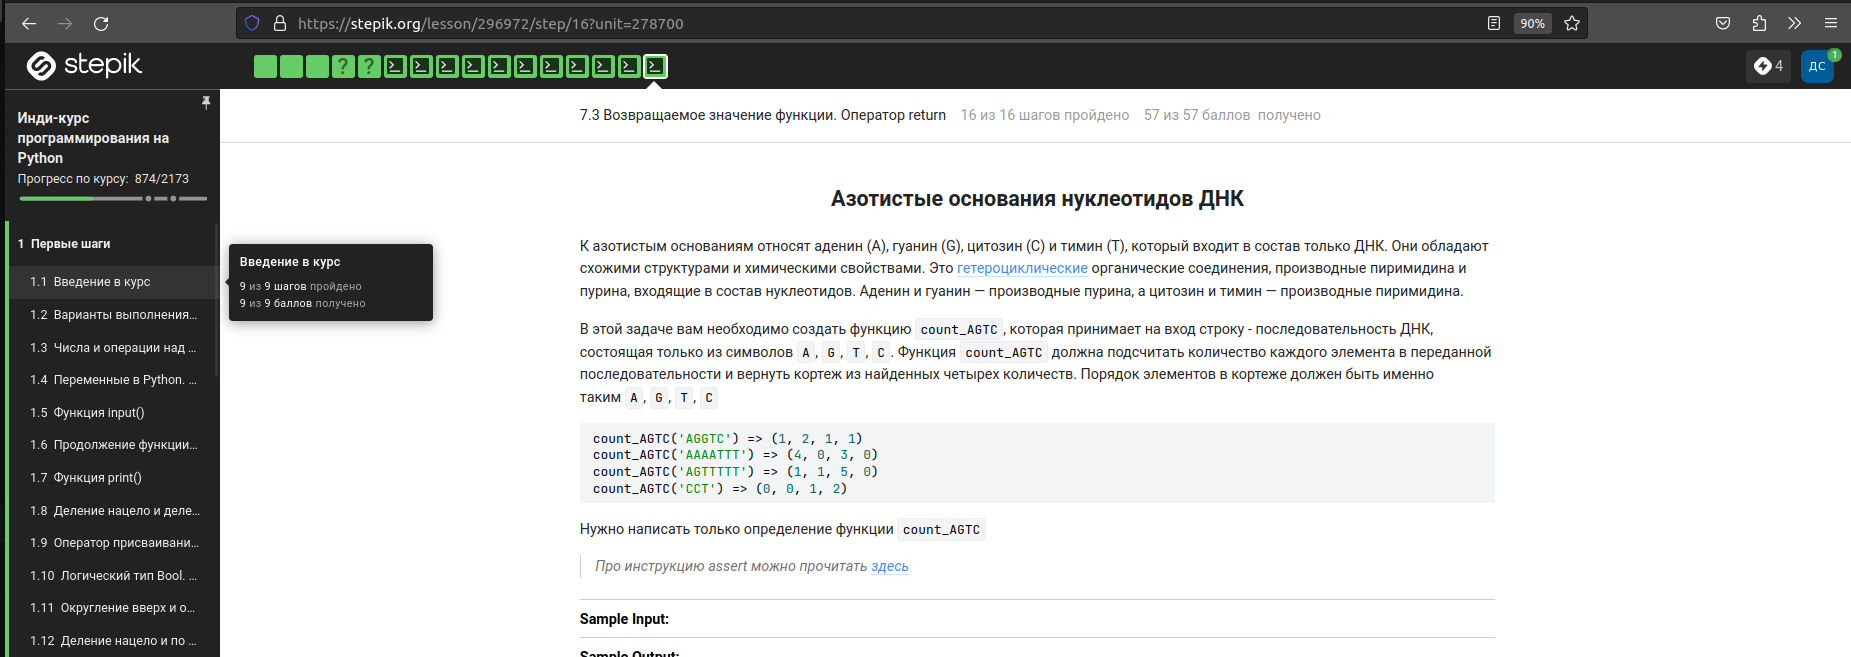 https://stepik.org/lesson/296972/step/16?unit=278700
90%
stepik
? ?
4
ДС
1
Инди-курс
программирования на
Python
Прогресс по курсу: 874/2173
1 Первые шаги
1.1 Введение в курс
1.2 Варианты выполнения...
1.3 Числа и операции над ...
1.4 Переменные в Python. ...
1.5 Функция input()
1.6 Продолжение функции...
1.7 Функция print()
1.8 Деление нацело и деле...
1.9 Оператор присваивани...
1.10 Логический тип Bool. ...
1.11 Округление вверх и о...
1.12 Деление нацело и по ...
Введение в курс
9 из 9 шагов пройдено
9 из 9 баллов получено
7.3 Возвращаемое значение функции. Оператор return 16 из 16 шагов пройдено 57 из 57 баллов получено
Азотистые основания нуклеотидов ДНК
К азотистым основаниям относят аденин (A), гуанин (G), цитозин (C) и тимин (T), который входит в состав только ДНК. Они обладают
схожими структурами и химическими свойствами. Это гетероциклические органические соединения, производные пиримидина и
пурина, входящие в состав нуклеотидов. Аденин и гуанин — производные пурина, а цитозин и тимин — производные пиримидина.
В этой задаче вам необходимо создать функцию count_AGTC, которая принимает на вход строку - последовательность ДНК,
состоящая только из символов A, G, T, C. Функция count_AGTC должна подсчитать количество каждого элемента в переданной
последовательности и вернуть кортеж из найденных четырех количеств. Порядок элементов в кортеже должен быть именно
таким A, G, T, C
count_AGTC('AGGTC') => (1, 2, 1, 1)
count_AGTC('AAAATTT') => (4, 0, 3, 0)
count_AGTC('AGTTTTT') => (1, 1, 5, 0)
count_AGTC('CCT') => (0, 0, 1, 2)
Нужно написать только определение функции count_AGTC
Про инструкцию assert можно прочитать здесь
Sample Input:
Sample Output: